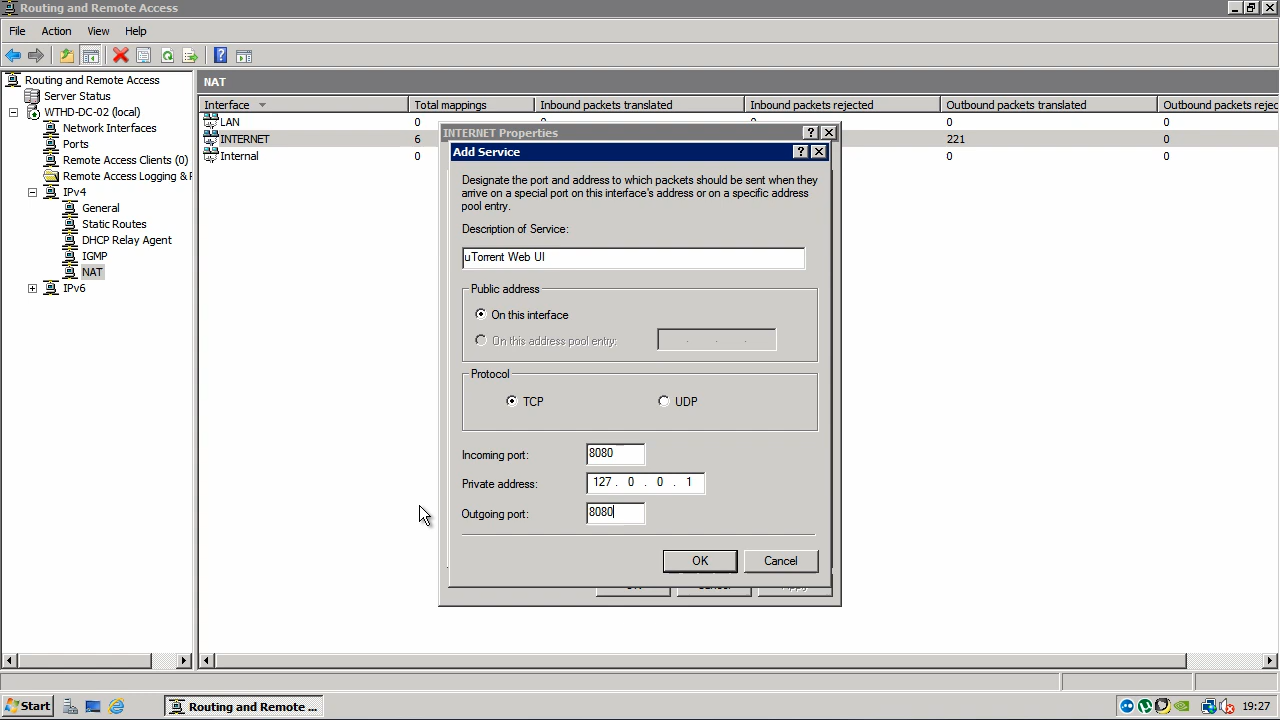 Routing and Remote Access
File Action View Help
Routing and Remote Access
Server Status
WTHD-DC-02 (local)
Network Interfaces
Ports
Remote Access Clients (0)
Remote Access Logging & F
IPv4
General
Static Routes
DHCP Relay Agent
IGMP
NAT
IPv6
NAT
Interface Total mappings Inbound packets translated Inbound packets rejected Outbound packets translated Outbound packets rejec
LAN 0 0 0 0 0
INTERNET 6 221 0
Internal 0 0 0
INTERNET Properties
Add Service
Designate the port and address to which packets should be sent when they
arrive on a special port on this interface's address or on a specific address
pool entry.
Description of Service:
uTorrent Web UI
Public address
On this interface
On this address pool entry:
Protocol
TCP UDP
Incoming port: 8080
Private address: 127 . 0 . 0 . 1
Outgoing port: 8080
OK Cancel
Start Routing and Remote ... 19:27